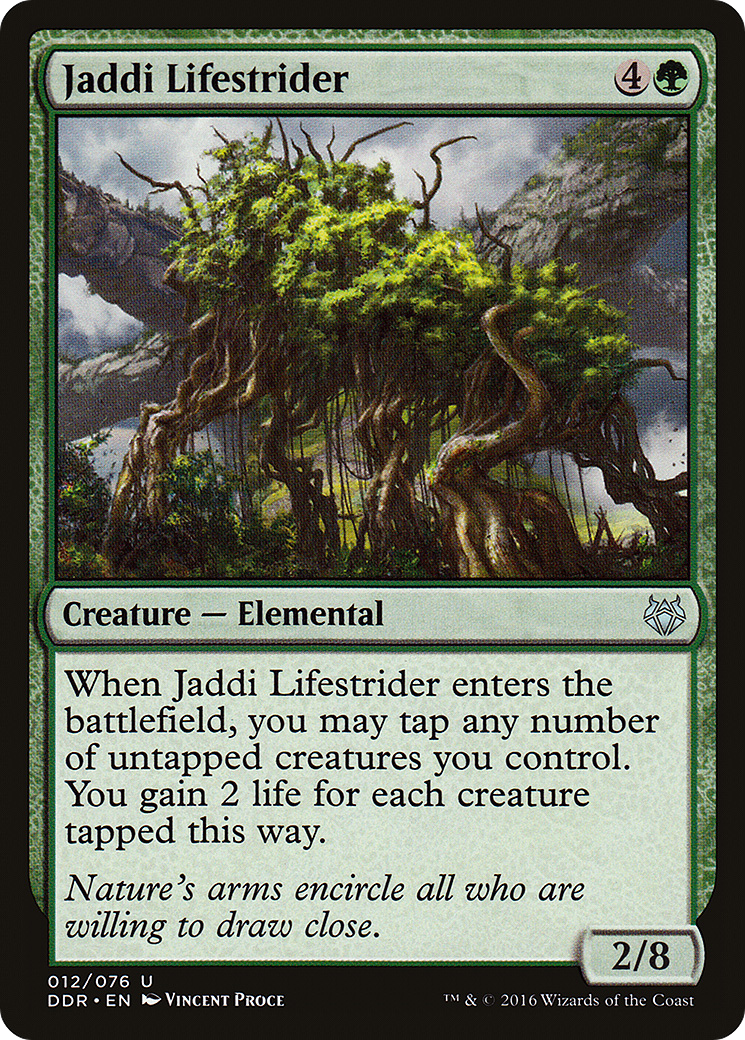 Jaddi Lifestrider 4
Creature — Elemental
When Jaddi Lifestrider enters the
battlefield, you may tap any number
of untapped creatures you control.
You gain 2 life for each creature
tapped this way.
Nature's arms encircle all who are
willing to draw close.
2/8
012/076 U
DDR • EN Vincent Proce
™ & © 2016 Wizards of the Coast